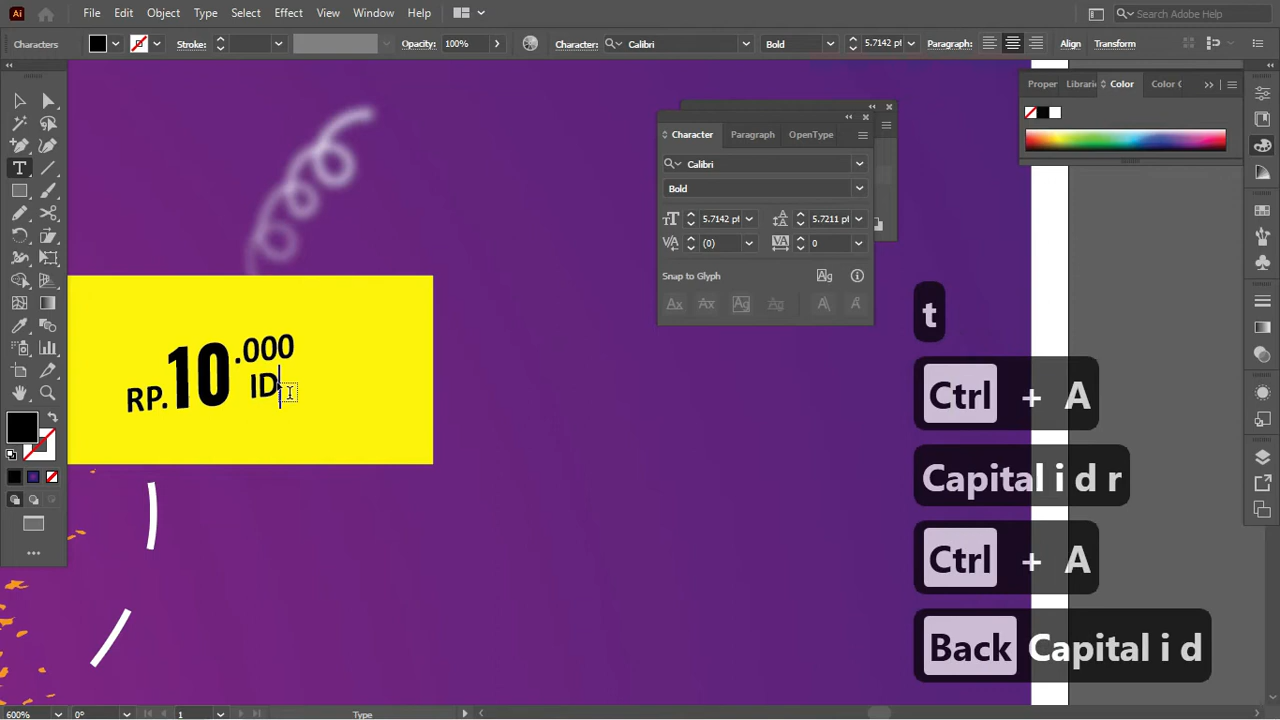 Ai File Edit Object Type Select Effect View Window Help Search Adobe Help
Characters Stroke: Opacity: 100% Character: Calibri Bold 5.7142 pt Paragraph: Align Transform
Proper Librari Color Color
Character Paragraph OpenType
Calibri
Bold
5.7142 pt 5.7211 pt
(0) 0
Snap to Glyph
RP.10.000
ID
t
Ctrl + A
Capital i d r
Ctrl + A
Back Capital i d
600% 0° 1 Type